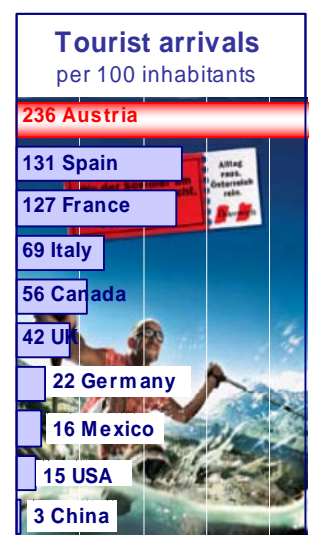 Tourist arrivals
per 100 inhabitants
236 Austria
131 Spain
Alltag
raus.
Österreich
rein.
127 France
69 Italy
56 Canada
42 UK
22 Germany
16 Mexico
15 USA
3 China